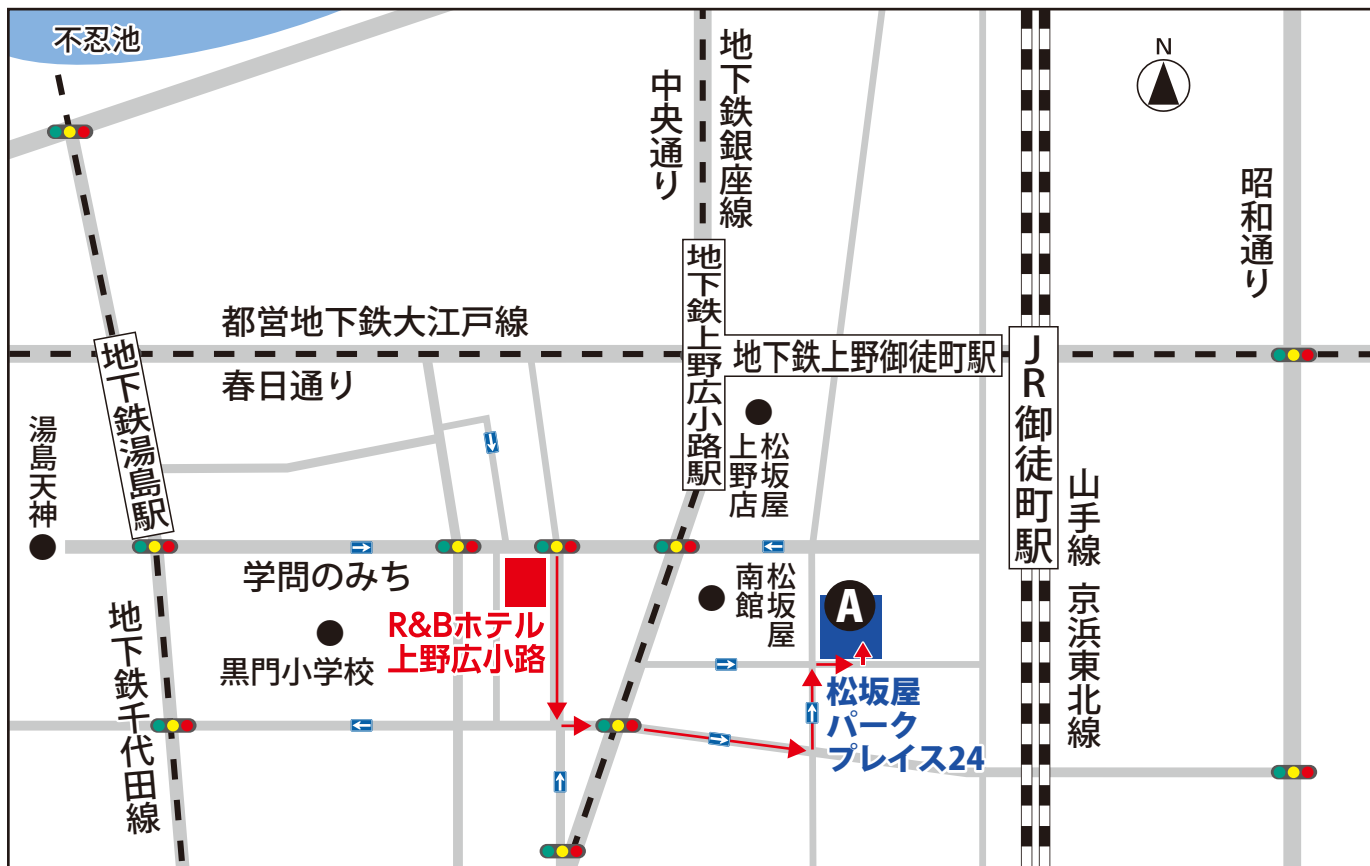 不忍池
中央通り
地下鉄銀座線
N
昭和通り
都営地下鉄大江戸線
春日通り
地下鉄湯島駅
地下鉄上野広小路駅
地下鉄上野御徒町駅
JR御徒町駅
湯島天神
松坂屋
上野店
山手線 京浜東北線
学問のみち
松坂屋
南館
A
R&Bホテル
上野広小路
黒門小学校
地下鉄千代田線
松坂屋
パーク
プレイス24